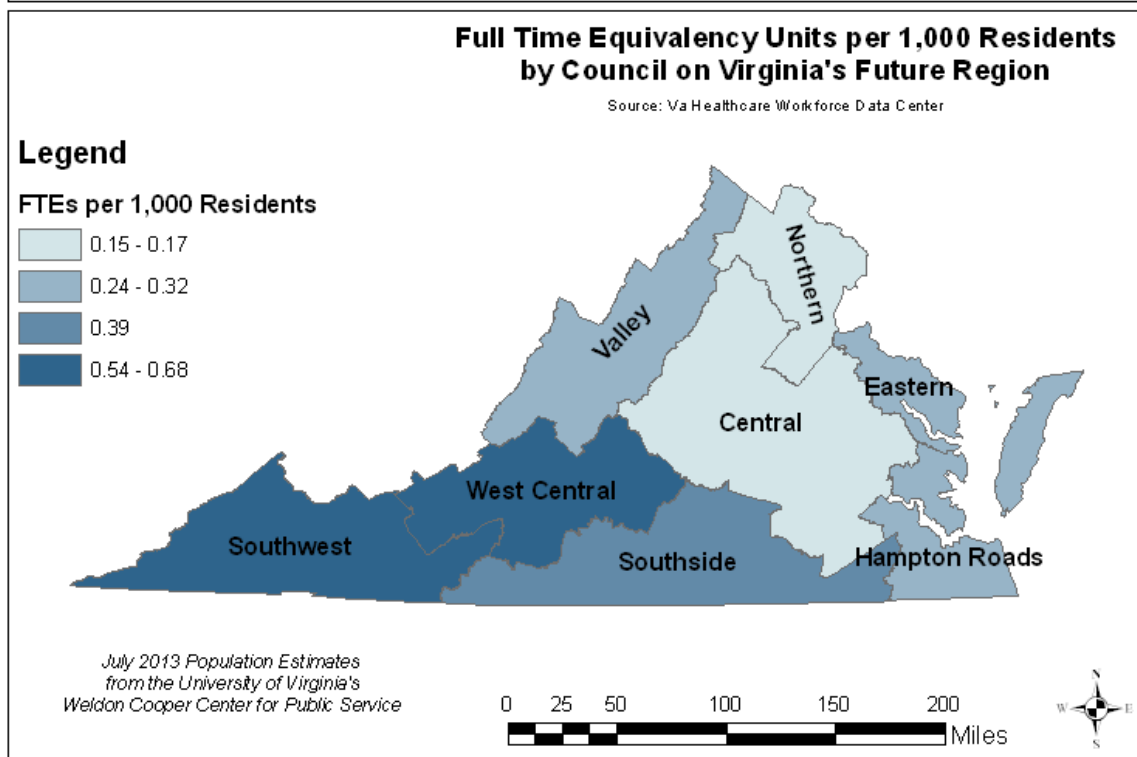 Full Time Equivalency Units per 1,000 Residents
by Council on Virginia's Future Region
Source: Va Healthcare Workforce Data Center
Legend
FTEs per 1,000 Residents
0.15 - 0.17
0.24 - 0.32
0.39
0.54 - 0.68
Northern
Valley
Eastern
Central
West Central
Southwest
Southside
Hampton Roads
July 2013 Population Estimates
from the University of Virginia's
Weldon Cooper Center for Public Service
0 25 50 100 150 200
Miles
N
W E
S